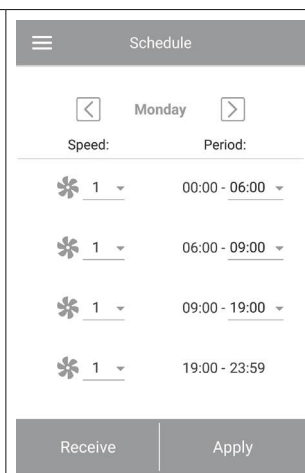 Schedule
Monday
Speed: Period:
1 00:00 - 06:00
1 06:00 - 09:00
1 09:00 - 19:00
1 19:00 - 23:59
Receive Apply